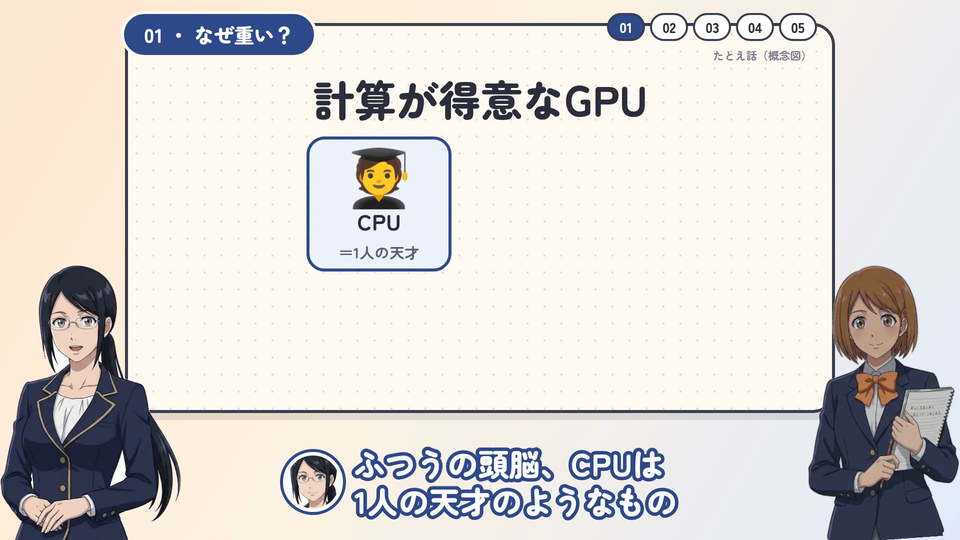 01 ・ なぜ重い？
01 02 03 04 05
たとえ話（概念図）
計算が得意なGPU
CPU
＝1人の天才
ふつうの頭脳、CPUは
1人の天才のようなもの